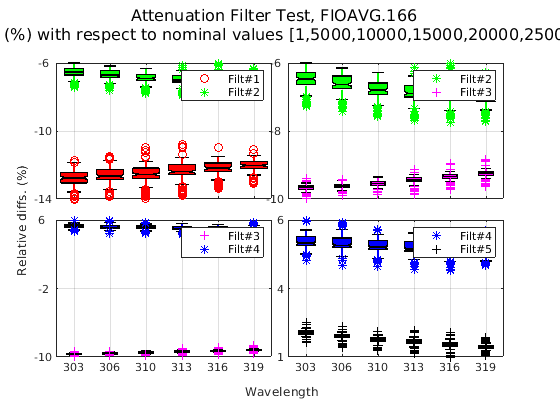 Attenuation Filter Test, FIOAVG.166
(%) with respect to nominal values [1,5000,10000,15000,20000,2500
-6
-10
-14
Filt#1
Filt#2
-6
-8
-10
Filt#2
Filt#3
Relative diffs. (%)
6
-2
-10
Filt#3
Filt#4
303 306 310 313 316 319
6
4
1
Filt#4
Filt#5
303 306 310 313 316 319
Wavelength